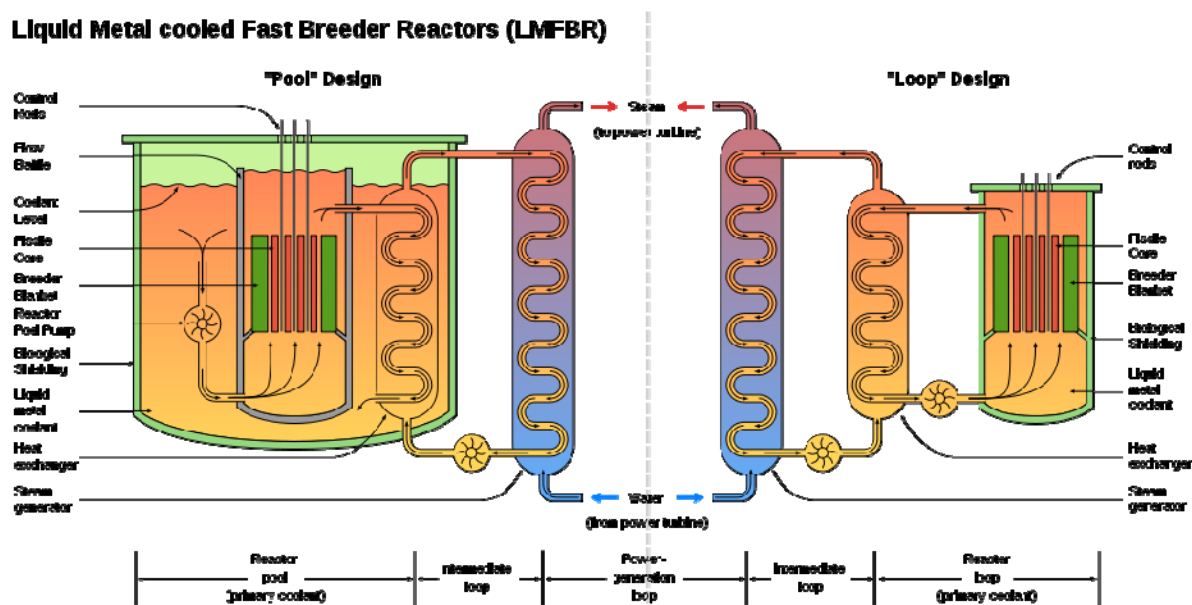 Liquid Metal cooled Fast Breeder Reactors (LMFBR)
"Pool" Design
"Loop" Design
Control
Rods
Flow
Baffle
Coolant
Level
Fissile
Core
Breeder
Blanket
Reactor
Pool Pump
Biological
Shielding
Liquid
metal
coolant
Heat
exchanger
Steam
generator
Steam
(to power turbine)
Water
(from power turbine)
Control
rods
Fissile
Core
Breeder
Blanket
Biological
Shielding
Liquid
metal
coolant
Heat
exchanger
Steam
generator
Reactor
pool
(primary coolant)
Intermediate
loop
Power-
generation
loop
Intermediate
loop
Reactor
loop
(primary coolant)